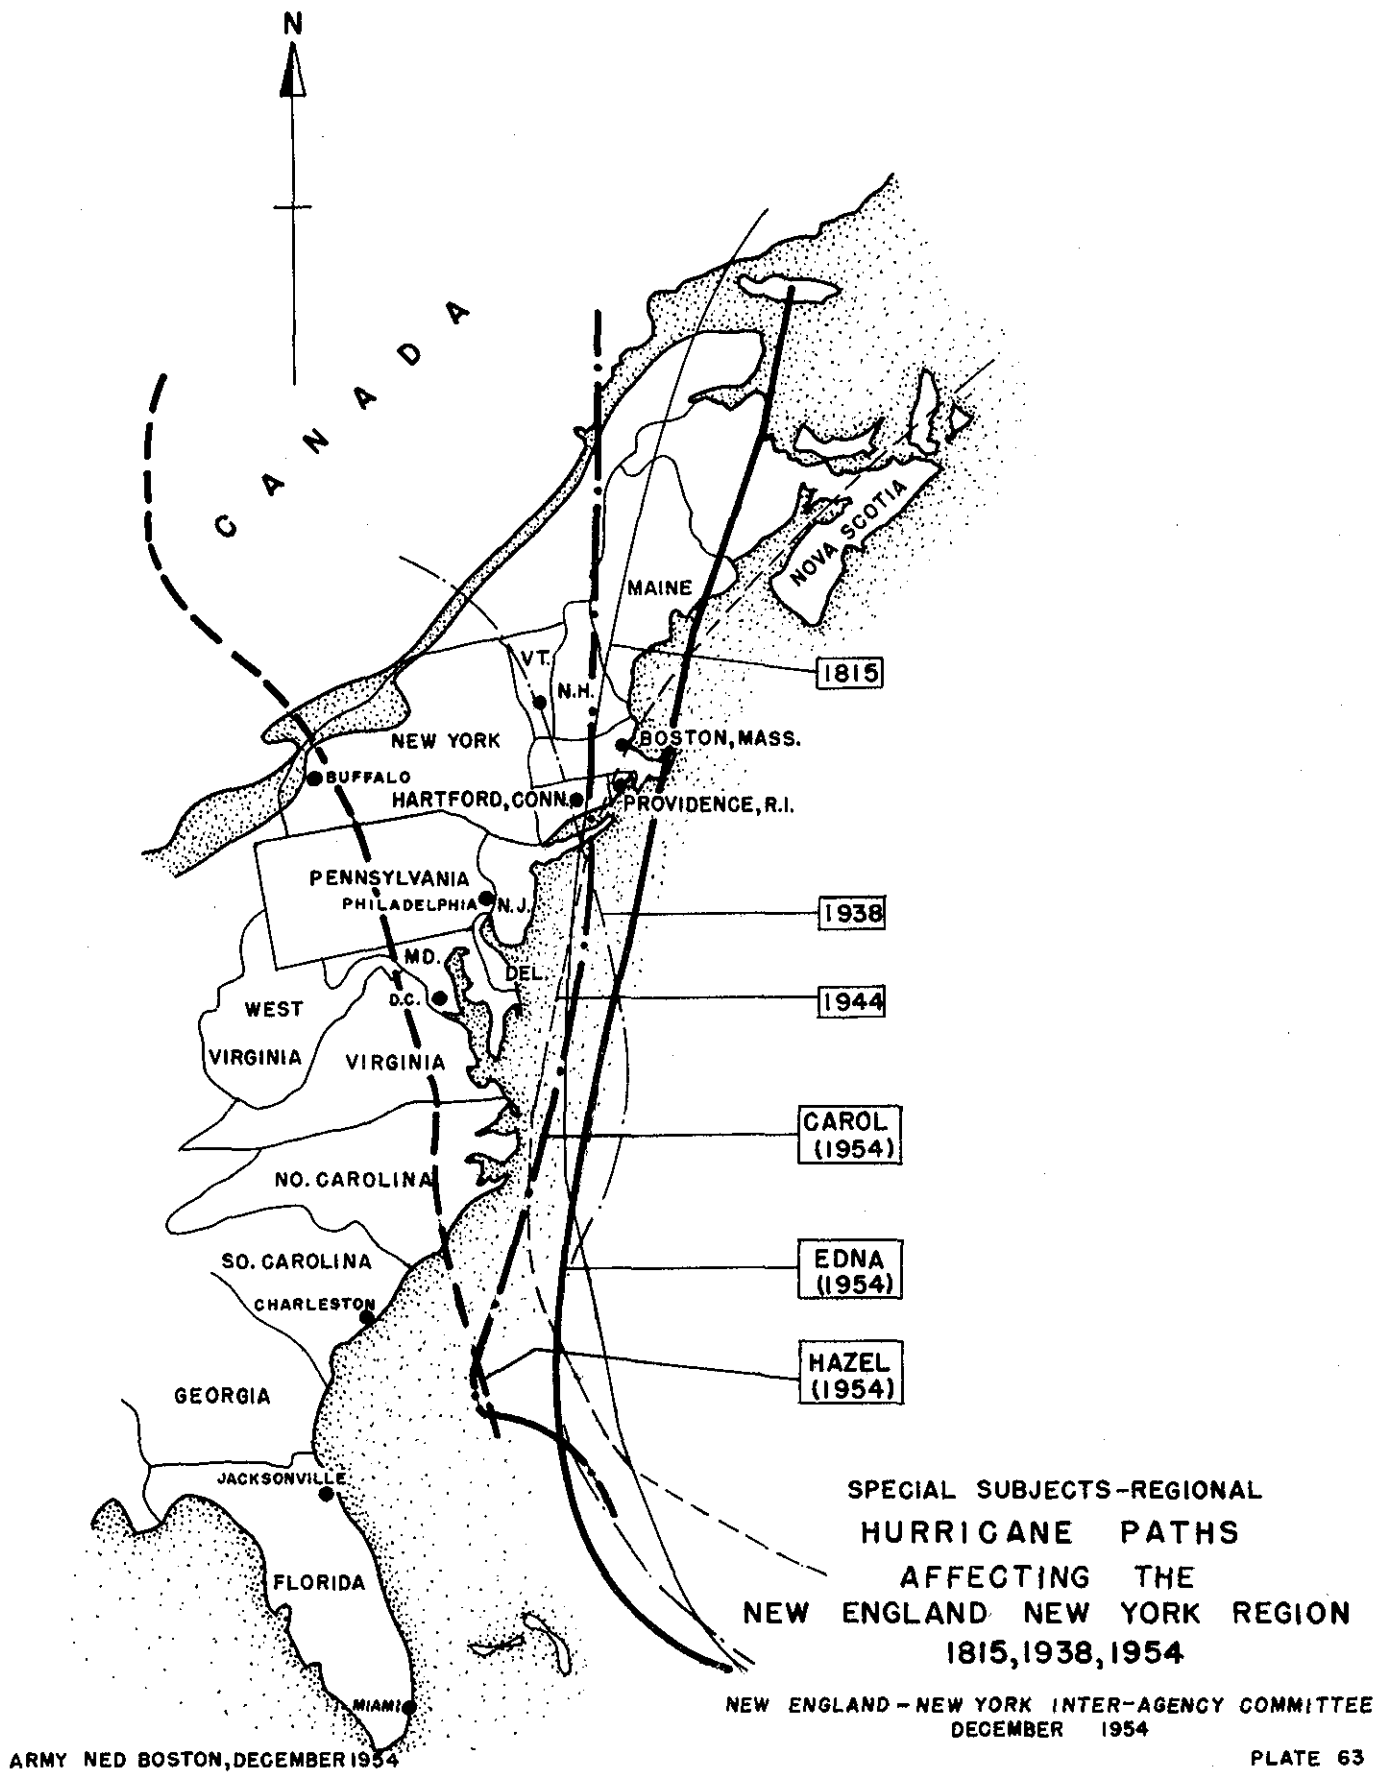 N
CANADA
NOVA SCOTIA
MAINE
VT.
N.H.
1815
NEW YORK
BOSTON, MASS.
BUFFALO
HARTFORD, CONN.
PROVIDENCE, R.I.
PENNSYLVANIA
PHILADELPHIA
N.J.
1938
MD.
DEL.
D.C.
1944
WEST
VIRGINIA
VIRGINIA
CAROL
(1954)
NO. CAROLINA
SO. CAROLINA
EDNA
(1954)
CHARLESTON
HAZEL
(1954)
GEORGIA
JACKSONVILLE
FLORIDA
MIAMI
SPECIAL SUBJECTS-REGIONAL
HURRICANE PATHS
AFFECTING THE
NEW ENGLAND NEW YORK REGION
1815,1938,1954
NEW ENGLAND-NEW YORK INTER-AGENCY COMMITTEE
DECEMBER 1954
ARMY NED BOSTON, DECEMBER 1954
PLATE 63